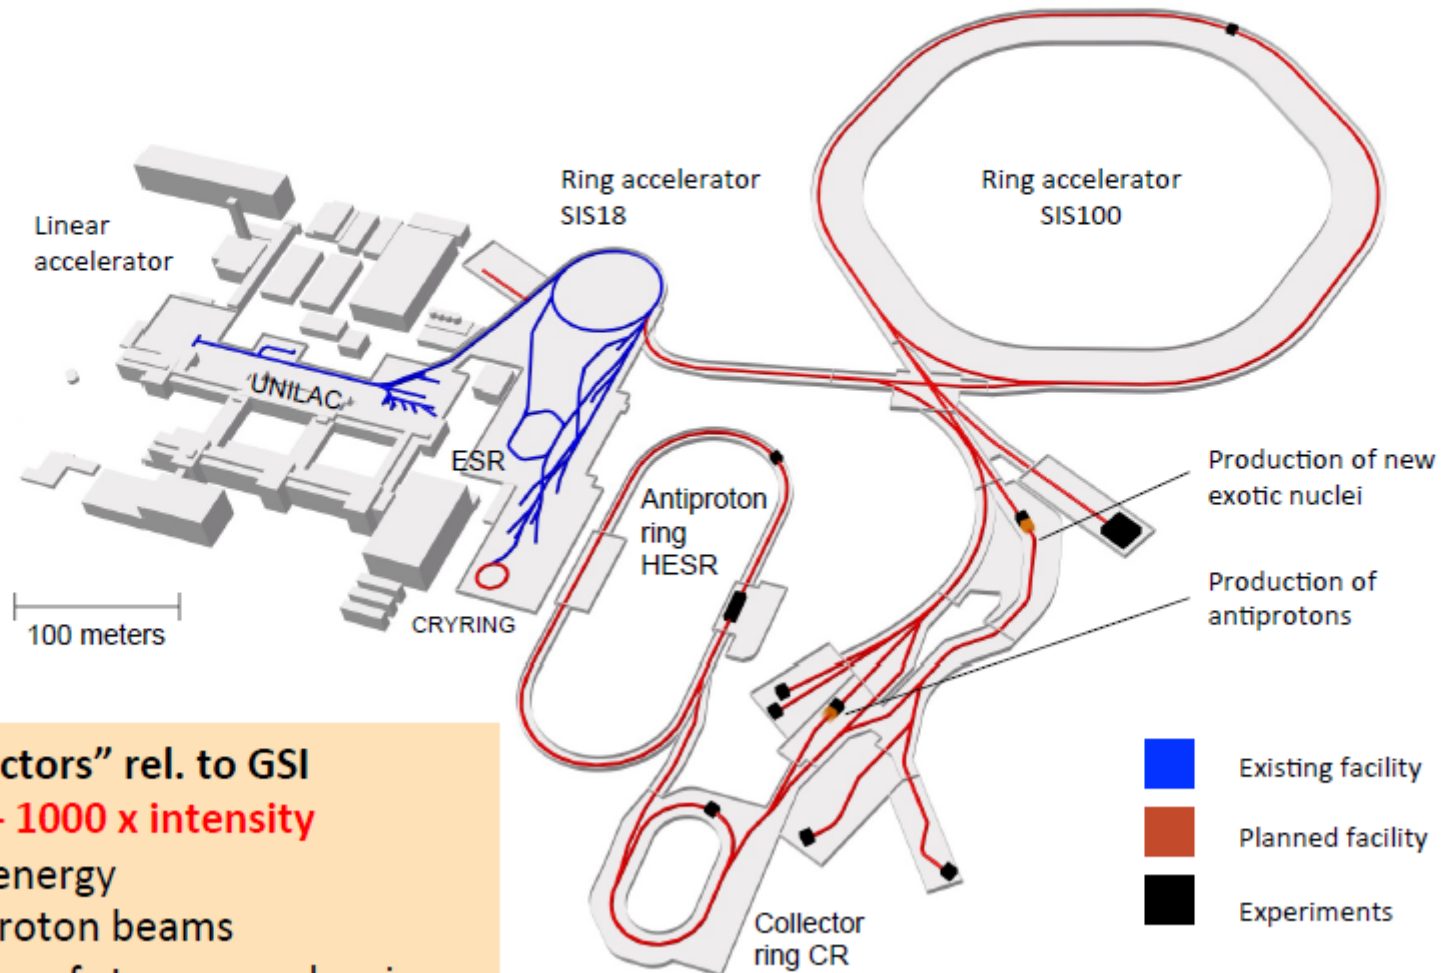 Linear
accelerator
Ring accelerator
SIS18
Ring accelerator
SIS100
UNILAC
ESR
CRYRING
100 meters
Antiproton
ring
HESR
Production of new
exotic nuclei
Production of
antiprotons
Collector
ring CR
Existing facility
Planned facility
Experiments
ctors” rel. to GSI
- 1000 x intensity
energy
roton beams